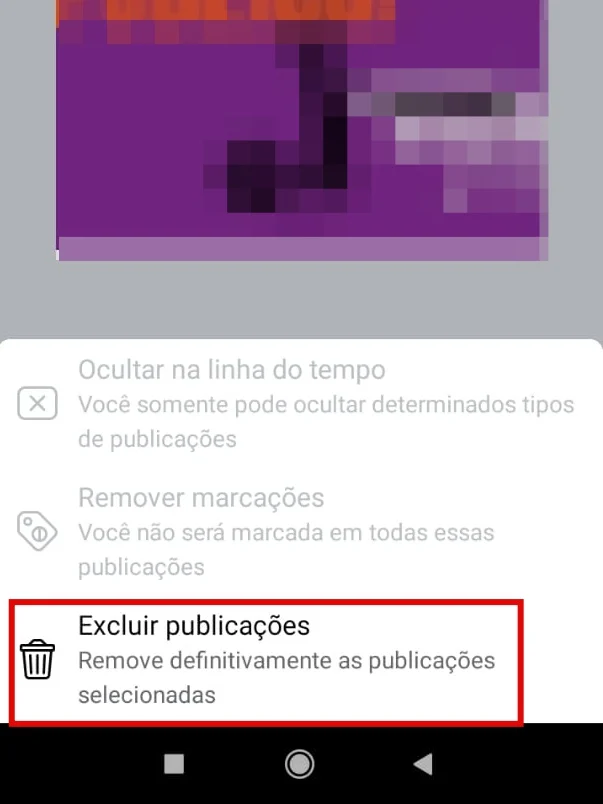 Ocultar na linha do tempo
Você somente pode ocultar determinados tipos
de publicações
Remover marcações
Você não será marcada em todas essas
publicações
Excluir publicações
Remove definitivamente as publicações
selecionadas